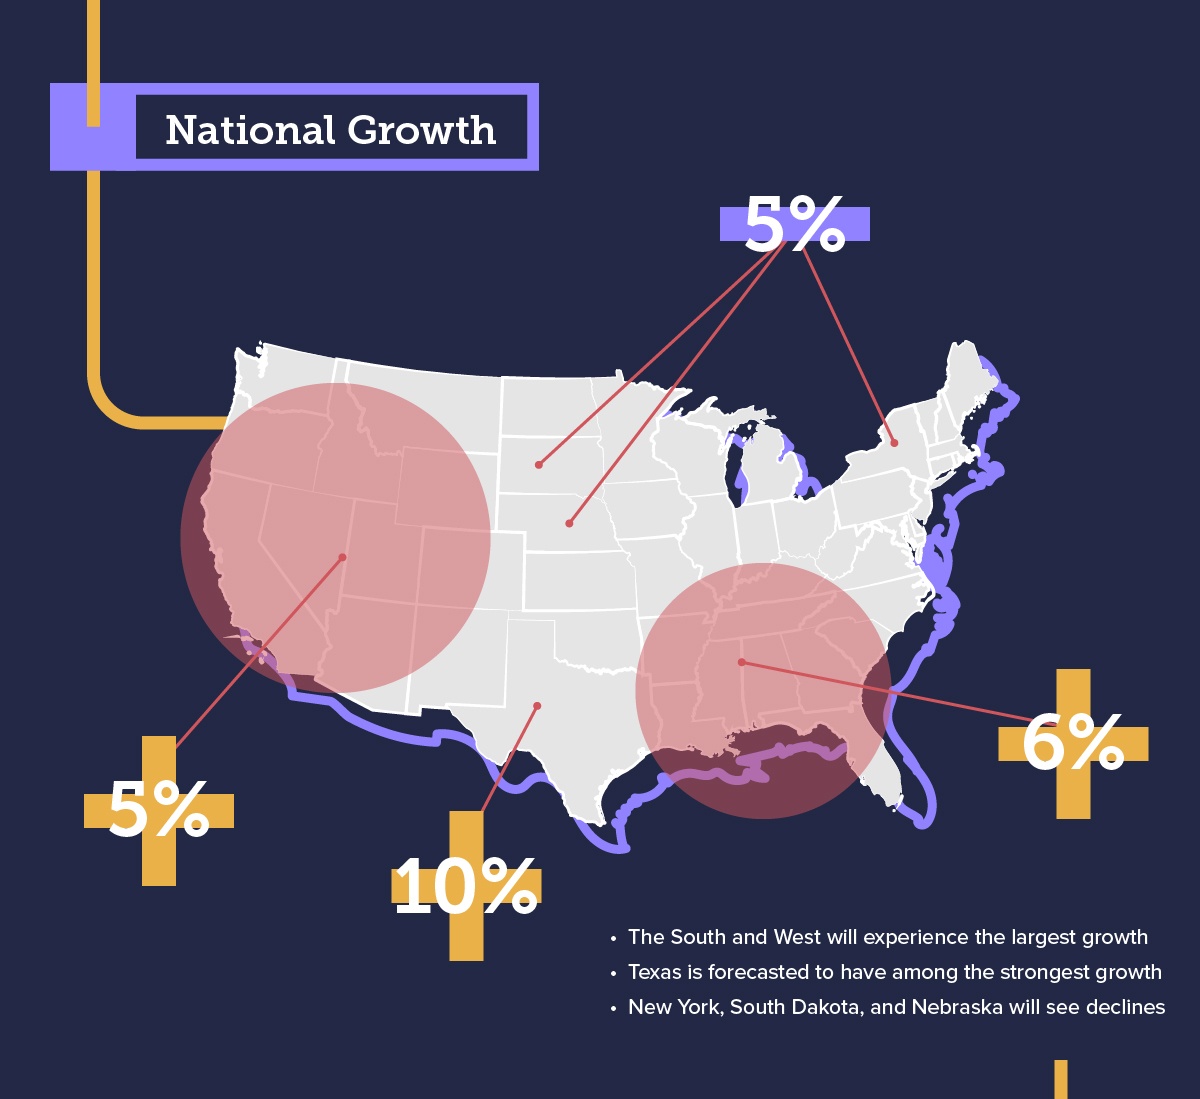 National Growth
5%
6%
5%
10%
• The South and West will experience the largest growth
• Texas is forecasted to have among the strongest growth
• New York, South Dakota, and Nebraska will see declines